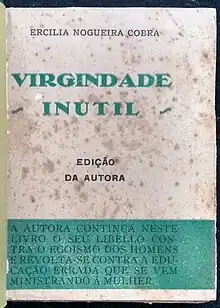 ERCILIA NOGUEIRA COBRA
VIRGINDADE
INUTIL
EDIÇÃO
DA AUTORA
A AUTORA CONTINÚA NESTE
LIVRO O SEU LIBELLO CON-
TRA O EGOISMO DOS HOMENS
E REVOLTA-SE CONTRA A EDU-
CAÇÃO ERRADA QUE SE VEM
MINISTRANDO Á MULHER.